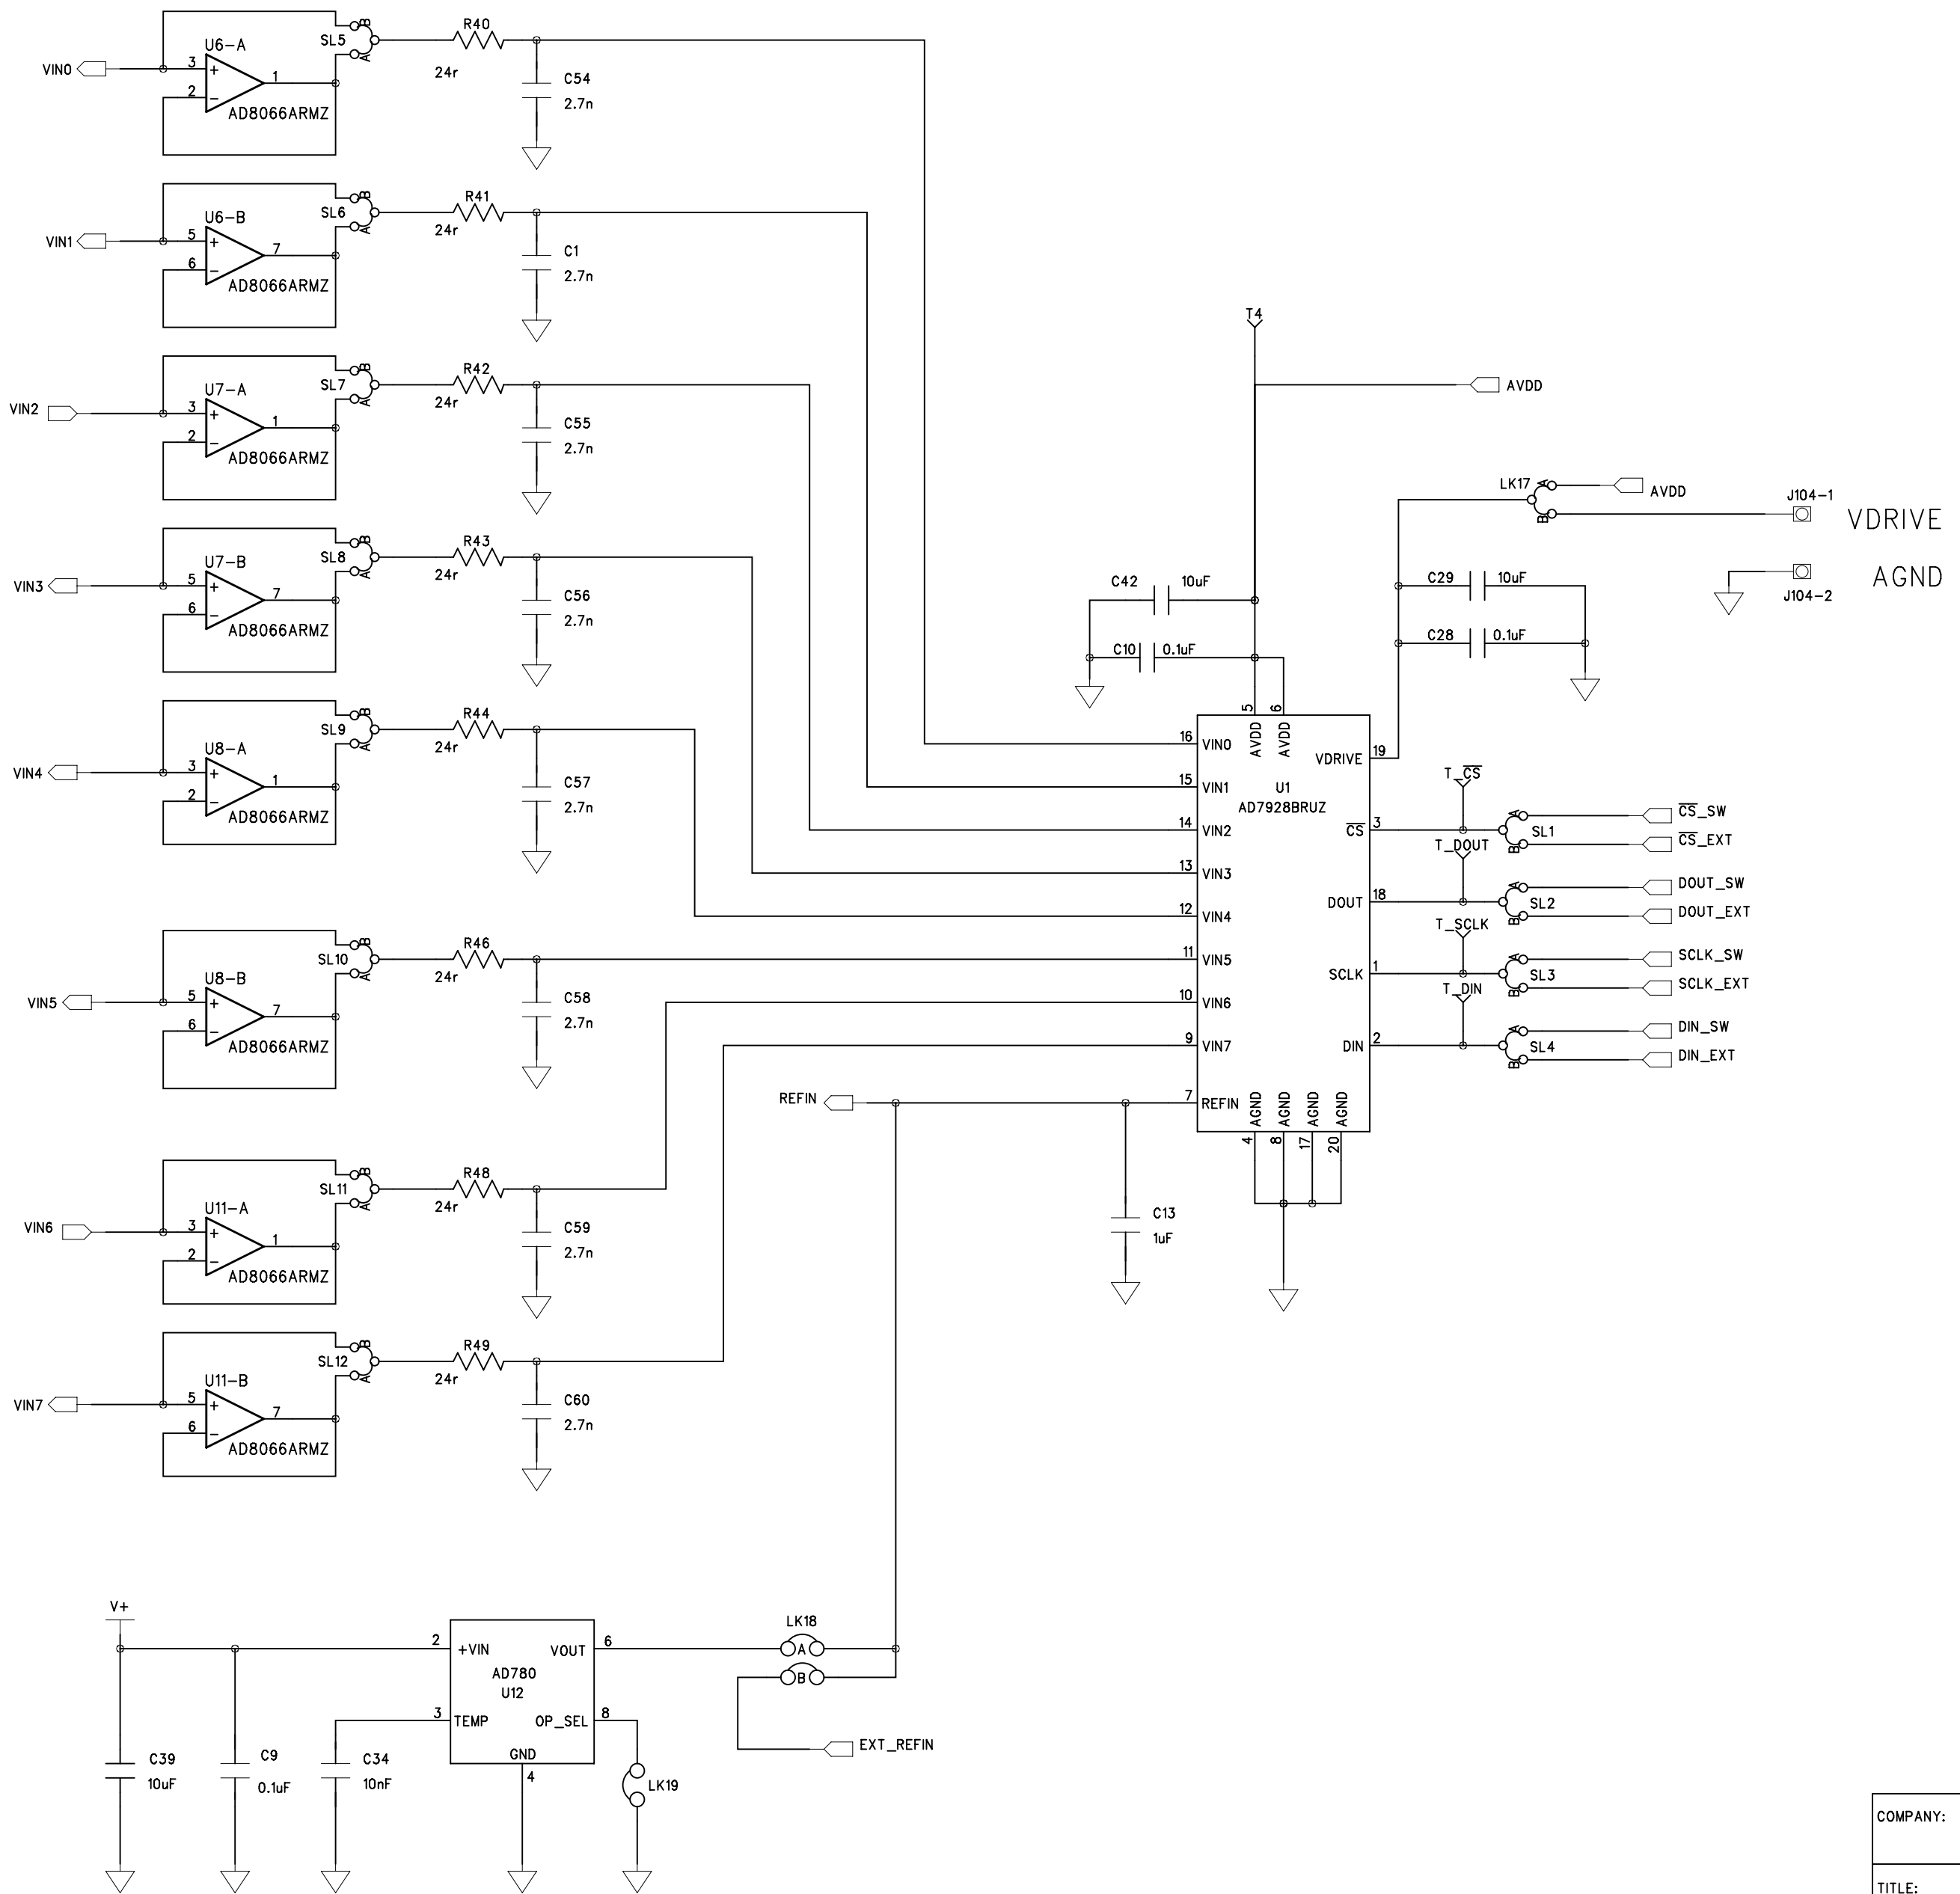 VIN0
U6-A
3
+
2
−
1
AD8066ARMZ
SL5
B
A
R40
24r
C54
2.7n
VIN1
U6-B
5
+
6
−
7
AD8066ARMZ
SL6
B
A
R41
24r
C1
2.7n
VIN2
U7-A
3
+
2
−
1
AD8066ARMZ
SL7
B
A
R42
24r
C55
2.7n
VIN3
U7-B
5
+
6
−
7
AD8066ARMZ
SL8
B
A
R43
24r
C56
2.7n
VIN4
U8-A
3
+
2
−
1
AD8066ARMZ
SL9
B
A
R44
24r
C57
2.7n
VIN5
U8-B
5
+
6
−
7
AD8066ARMZ
SL10
B
A
R46
24r
C58
2.7n
VIN6
U11-A
3
+
2
−
1
AD8066ARMZ
SL11
B
A
R48
24r
C59
2.7n
VIN7
U11-B
5
+
6
−
7
AD8066ARMZ
SL12
B
A
R49
24r
C60
2.7n
T4
AVDD
LK17
A
B
AVDD
J104-1
VDRIVE
AGND
J104-2
C42 10uF
C10 0.1uF
C29 10uF
C28 0.1uF
5
6
AVDD
AVDD
U1
AD7928BRUZ
16 VIN0
15 VIN1
14 VIN2
13 VIN3
12 VIN4
11 VIN5
10 VIN6
9 VIN7
7 REFIN
VDRIVE 19
CS 3
DOUT 18
SCLK 1
DIN 2
AGND
AGND
AGND
AGND
4
8
17
20
T_CS
A
B
SL1
CS_SW
CS_EXT
T_DOUT
A
B
SL2
DOUT_SW
DOUT_EXT
T_SCLK
A
B
SL3
SCLK_SW
SCLK_EXT
T_DIN
A
B
SL4
DIN_SW
DIN_EXT
REFIN
C13
1uF
V+
C39
10uF
C9
0.1uF
C34
10nF
2 +VIN
VOUT 6
AD780
U12
3 TEMP
OP_SEL 8
GND
4
LK18
A
B
EXT_REFIN
LK19
COMPANY:
TITLE: